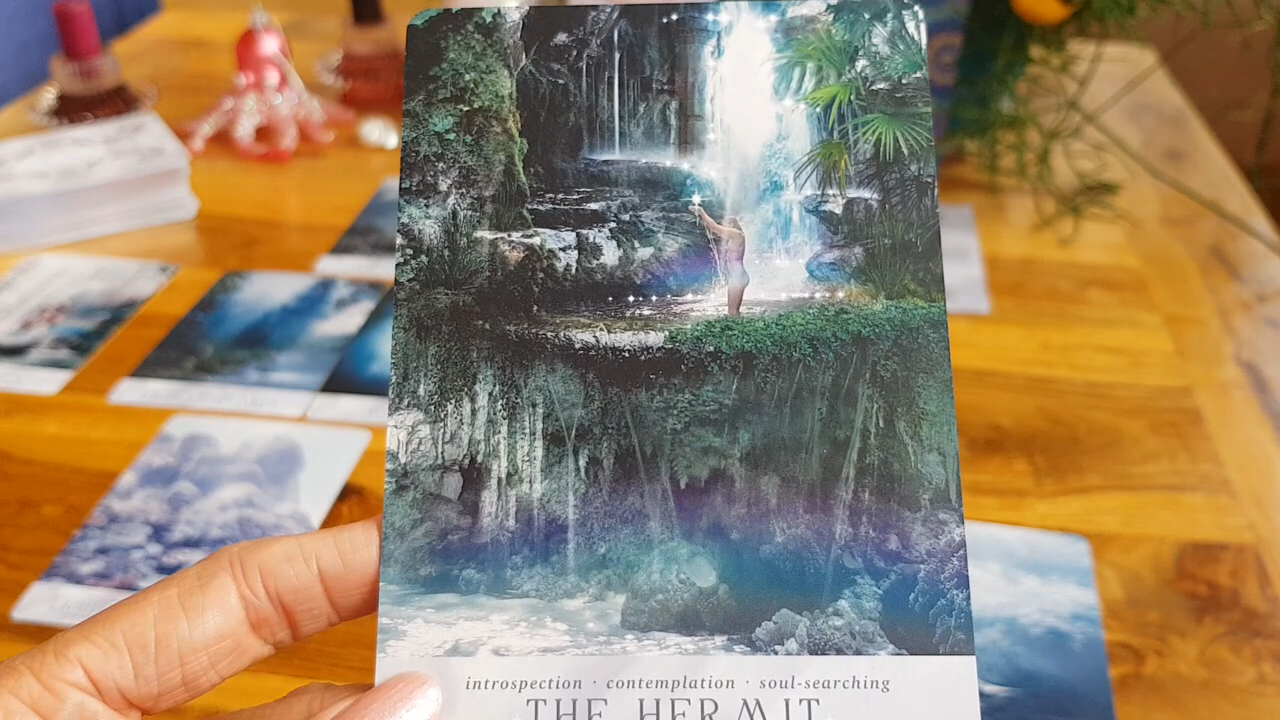 introspection · contemplation · soul-searching
THE HERMIT